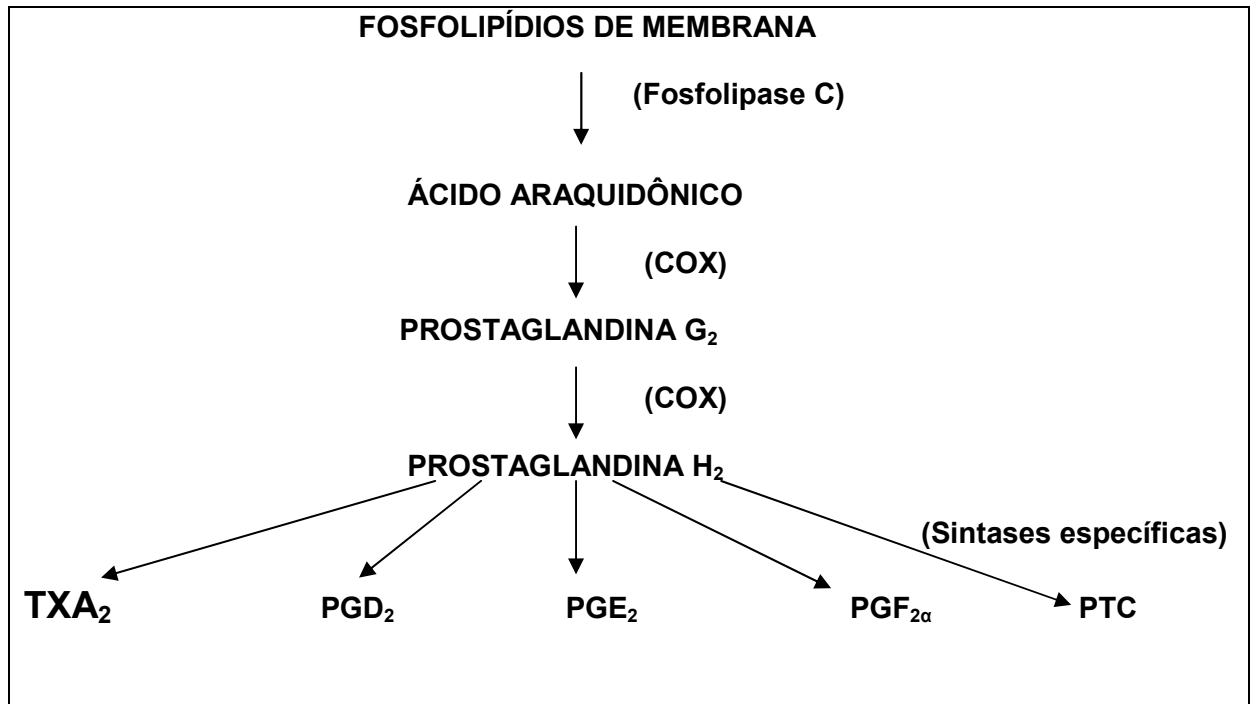 FOSFOLIPÍDIOS DE MEMBRANA
(Fosfolipase C)
ÁCIDO ARAQUIDÔNICO
(COX)
PROSTAGLANDINA G₂
(COX)
PROSTAGLANDINA H₂
(Sintases específicas)
TXA₂ PGD₂ PGE₂ PGF₂α PTC